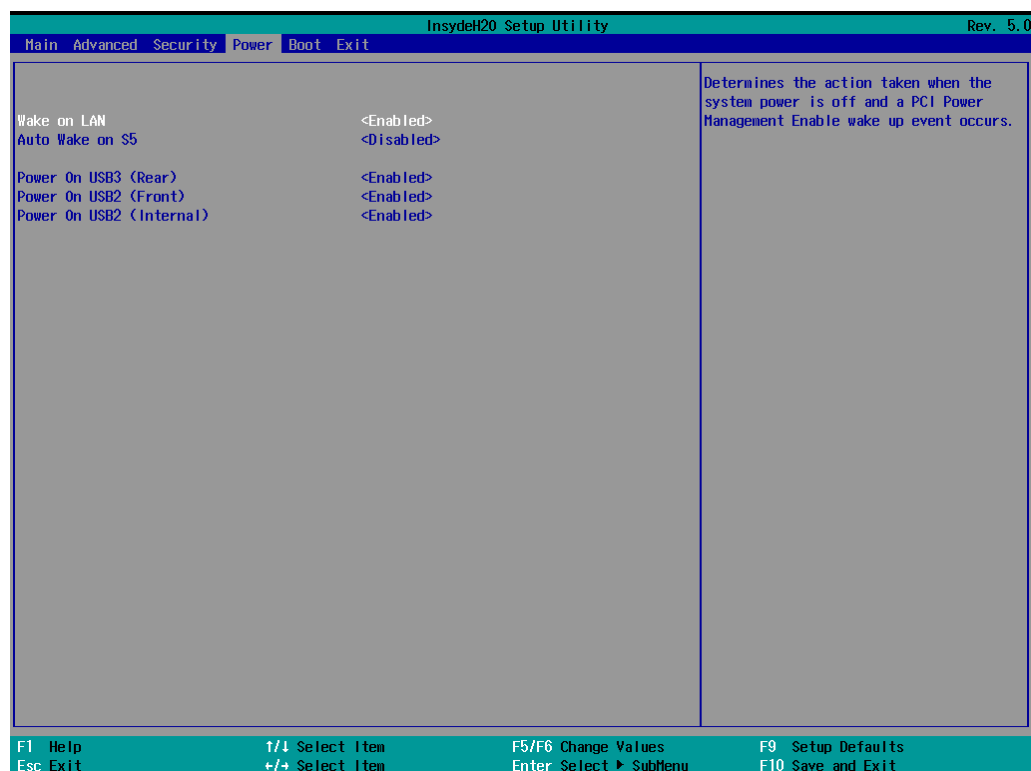 InsydeH20 Setup Utility Rev. 5.0
Main Advanced Security Power Boot Exit
Wake on LAN <Enabled>
Auto Wake on S5 <Disabled>
Power On USB3 (Rear) <Enabled>
Power On USB2 (Front) <Enabled>
Power On USB2 (Internal) <Enabled>
Determines the action taken when the
system power is off and a PCI Power
Management Enable wake up event occurs.
F1 Help ↑/↓ Select Item F5/F6 Change Values F9 Setup Defaults
Esc Exit ←/→ Select Item Enter Select ▶ SubMenu F10 Save and Exit